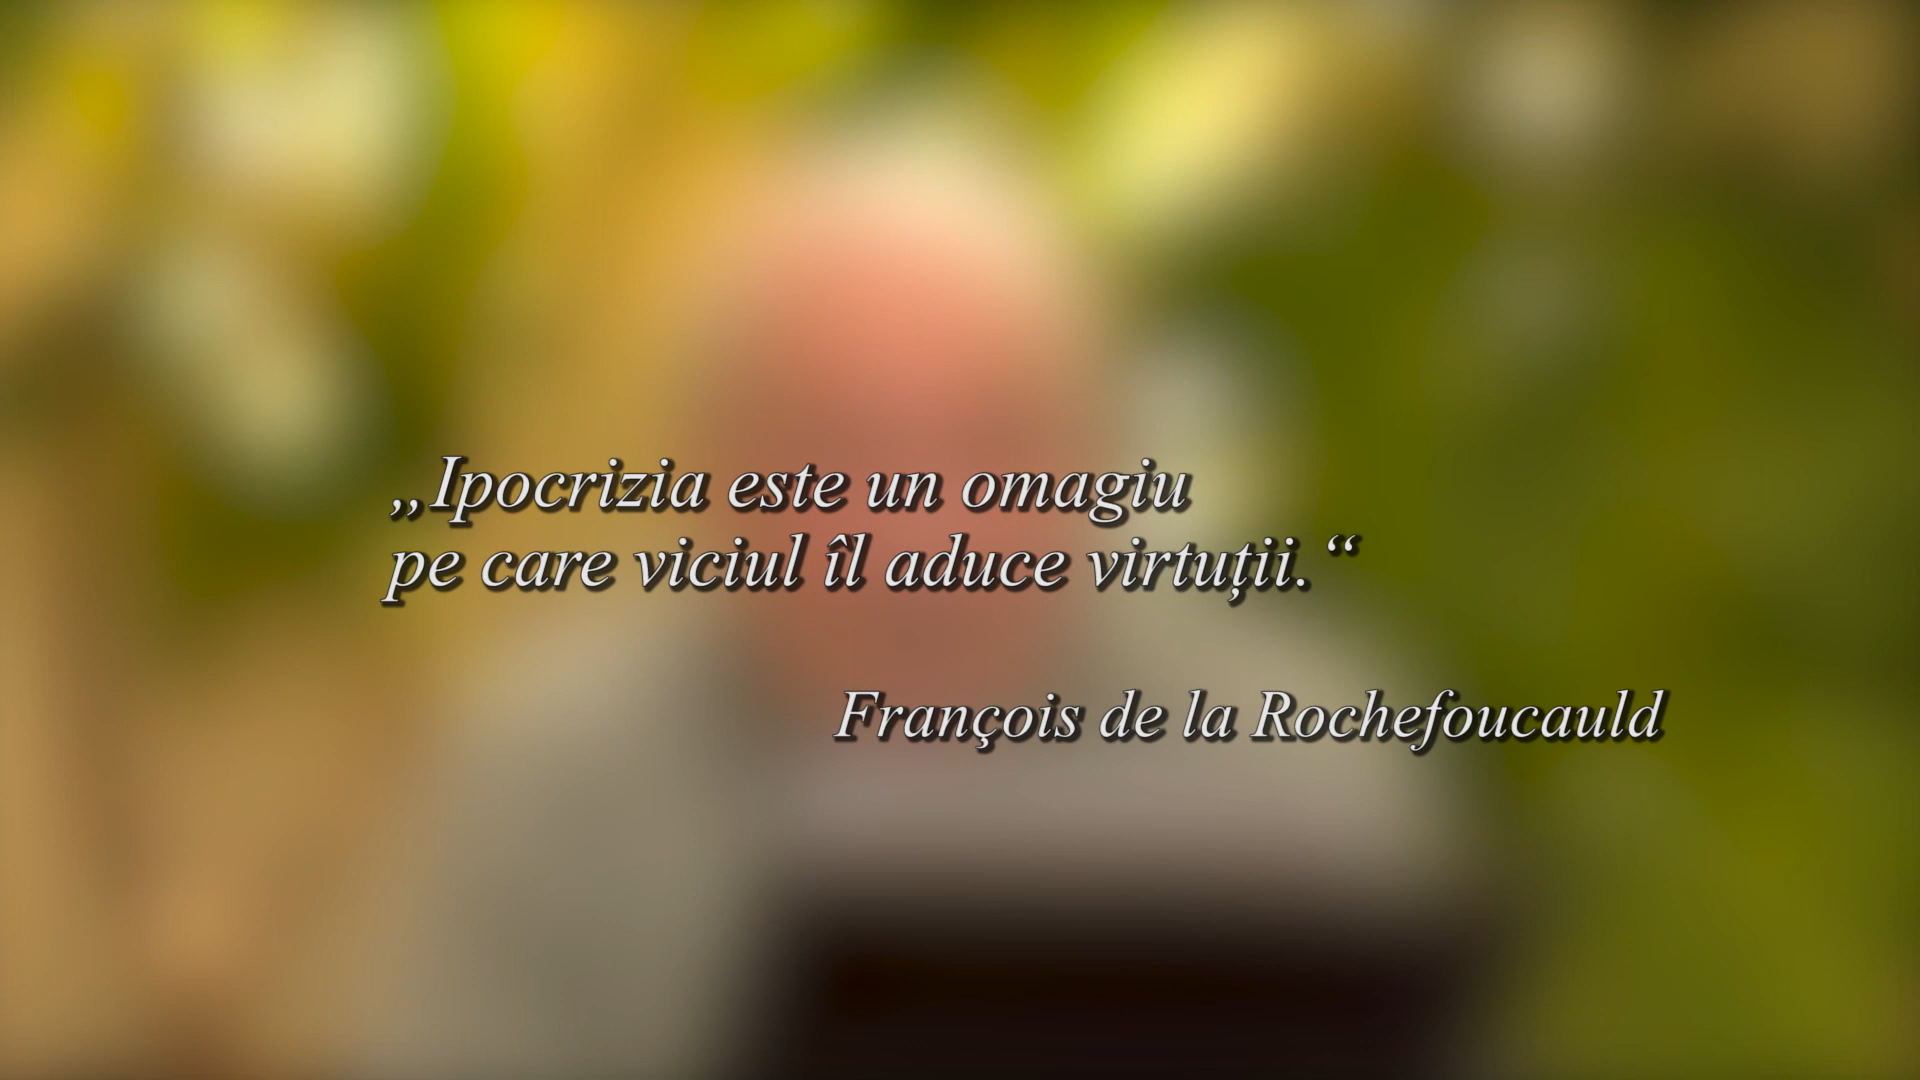 „Ipocrizia este un omagiu
pe care viciul îl aduce virtuții.“
François de la Rochefoucauld